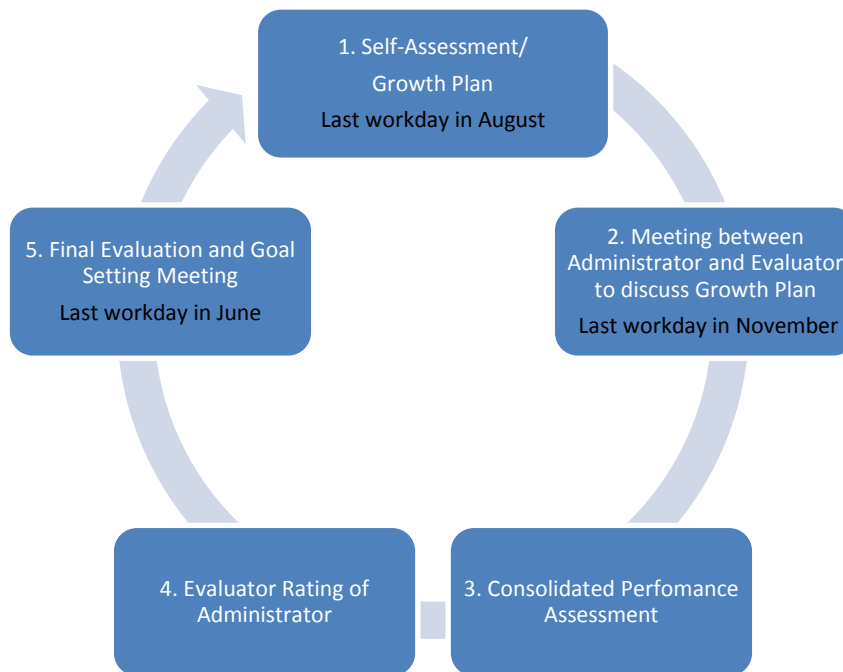 1. Self-Assessment/
Growth Plan
Last workday in August
2. Meeting between
Administrator and Evaluator
to discuss Growth Plan
Last workday in November
3. Consolidated Perfomance
Assessment
4. Evaluator Rating of
Administrator
5. Final Evaluation and Goal
Setting Meeting
Last workday in June